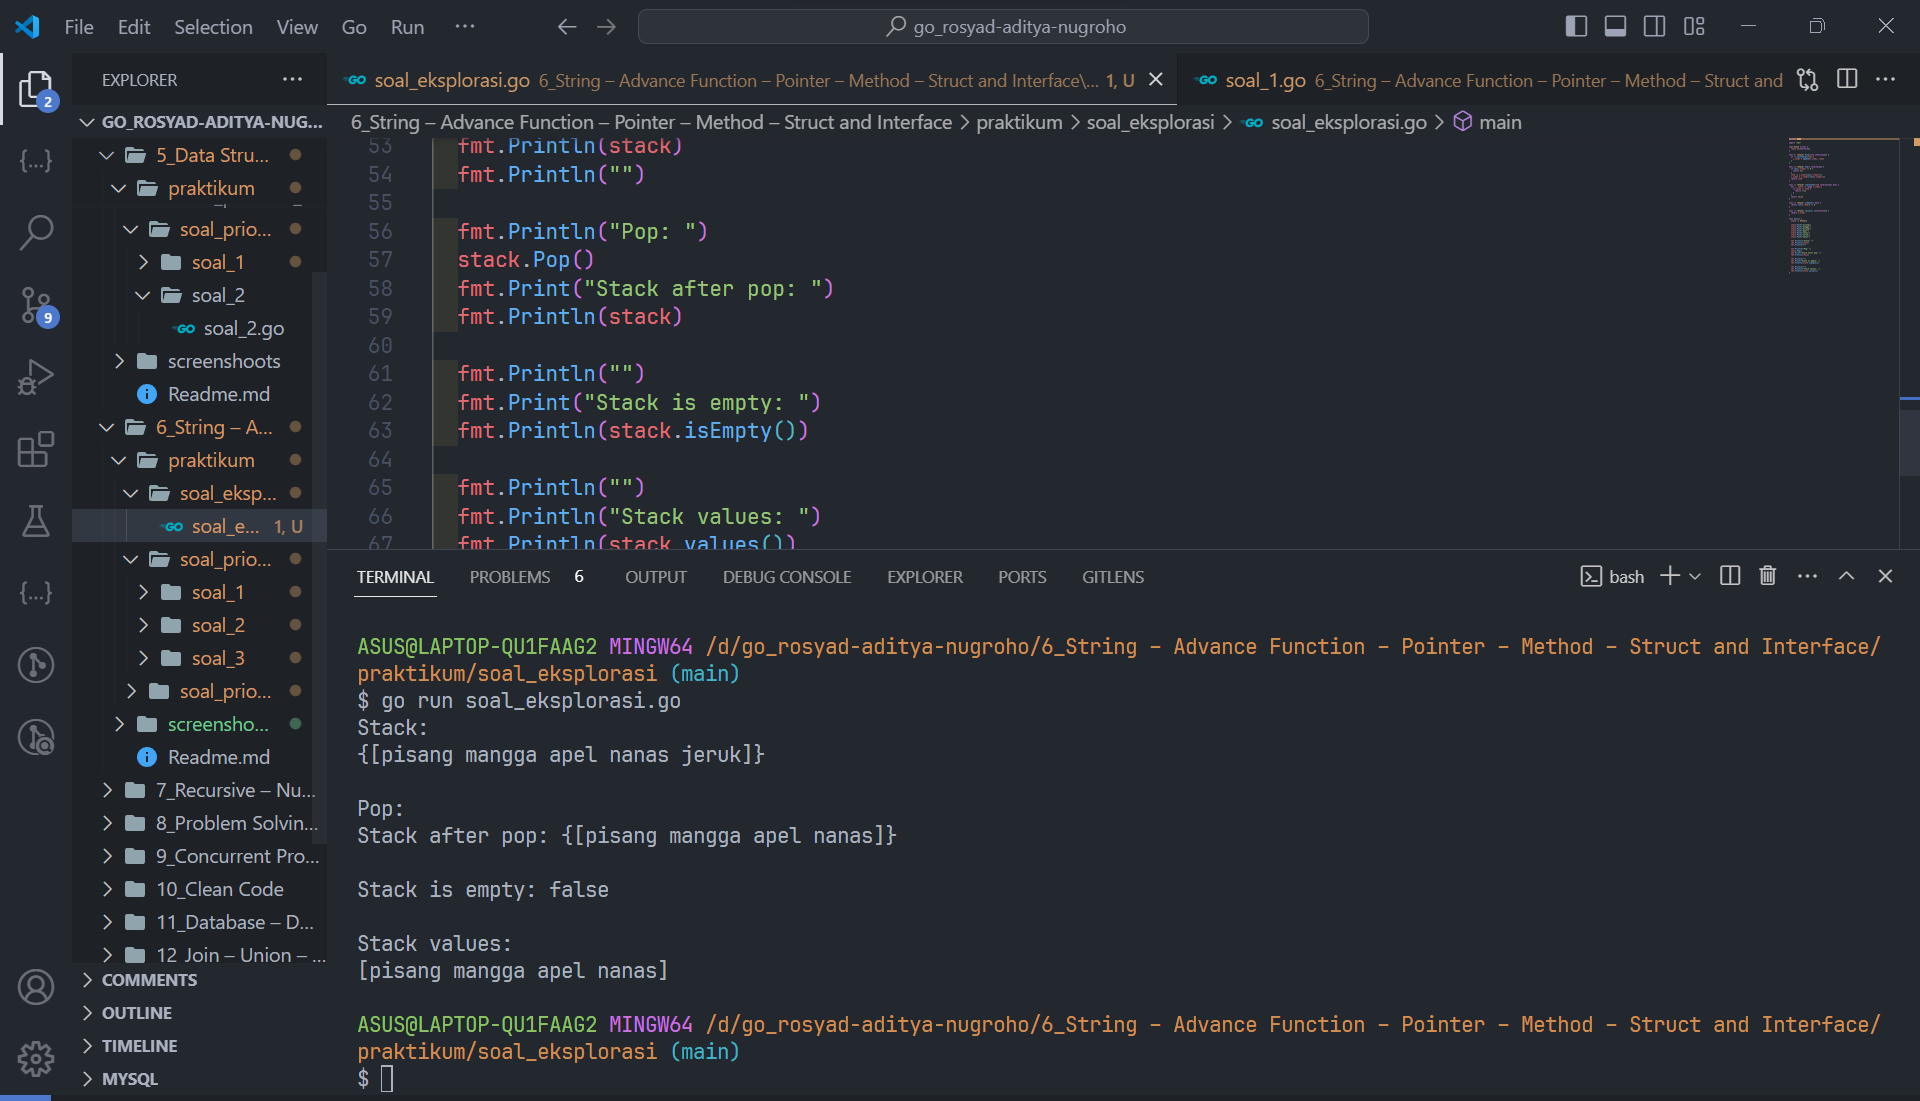 File Edit Selection View Go Run ···
go_rosyad-aditya-nugroho
EXPLORER ···
GO_ROSYAD-ADITYA-NUG...
5_Data Stru...
praktikum
soal_prio...
soal_1
soal_2
GO soal_2.go
screenshoots
Readme.md
6_String – A...
praktikum
soal_eksp...
GO soal_e... 1, U
soal_prio...
soal_1
soal_2
soal_3
soal_prio...
screensho...
Readme.md
7_Recursive – Nu...
8_Problem Solvin...
9_Concurrent Pro...
10_Clean Code
11_Database – D...
12_Join – Union – ...
COMMENTS
OUTLINE
TIMELINE
MYSQL
2
9
GO soal_eksplorasi.go 6_String – Advance Function – Pointer – Method – Struct and Interface\... 1, U
GO soal_1.go 6_String – Advance Function – Pointer – Method – Struct and
6_String – Advance Function – Pointer – Method – Struct and Interface > praktikum > soal_eksplorasi > GO soal_eksplorasi.go > main
53 fmt.Println(stack)
54 fmt.Println("")
55
56 fmt.Println("Pop: ")
57 stack.Pop()
58 fmt.Print("Stack after pop: ")
59 fmt.Println(stack)
60
61 fmt.Println("")
62 fmt.Print("Stack is empty: ")
63 fmt.Println(stack.isEmpty())
64
65 fmt.Println("")
66 fmt.Println("Stack values: ")
67 fmt.Println(stack.values())
TERMINAL PROBLEMS 6 OUTPUT DEBUG CONSOLE EXPLORER PORTS GITLENS
bash
ASUS@LAPTOP-QU1FAAG2 MINGW64 /d/go_rosyad-aditya-nugroho/6_String – Advance Function – Pointer – Method – Struct and Interface/
praktikum/soal_eksplorasi (main)
$ go run soal_eksplorasi.go
Stack:
{[pisang mangga apel nanas jeruk]}
Pop:
Stack after pop: {[pisang mangga apel nanas]}
Stack is empty: false
Stack values:
[pisang mangga apel nanas]
ASUS@LAPTOP-QU1FAAG2 MINGW64 /d/go_rosyad-aditya-nugroho/6_String – Advance Function – Pointer – Method – Struct and Interface/
praktikum/soal_eksplorasi (main)
$